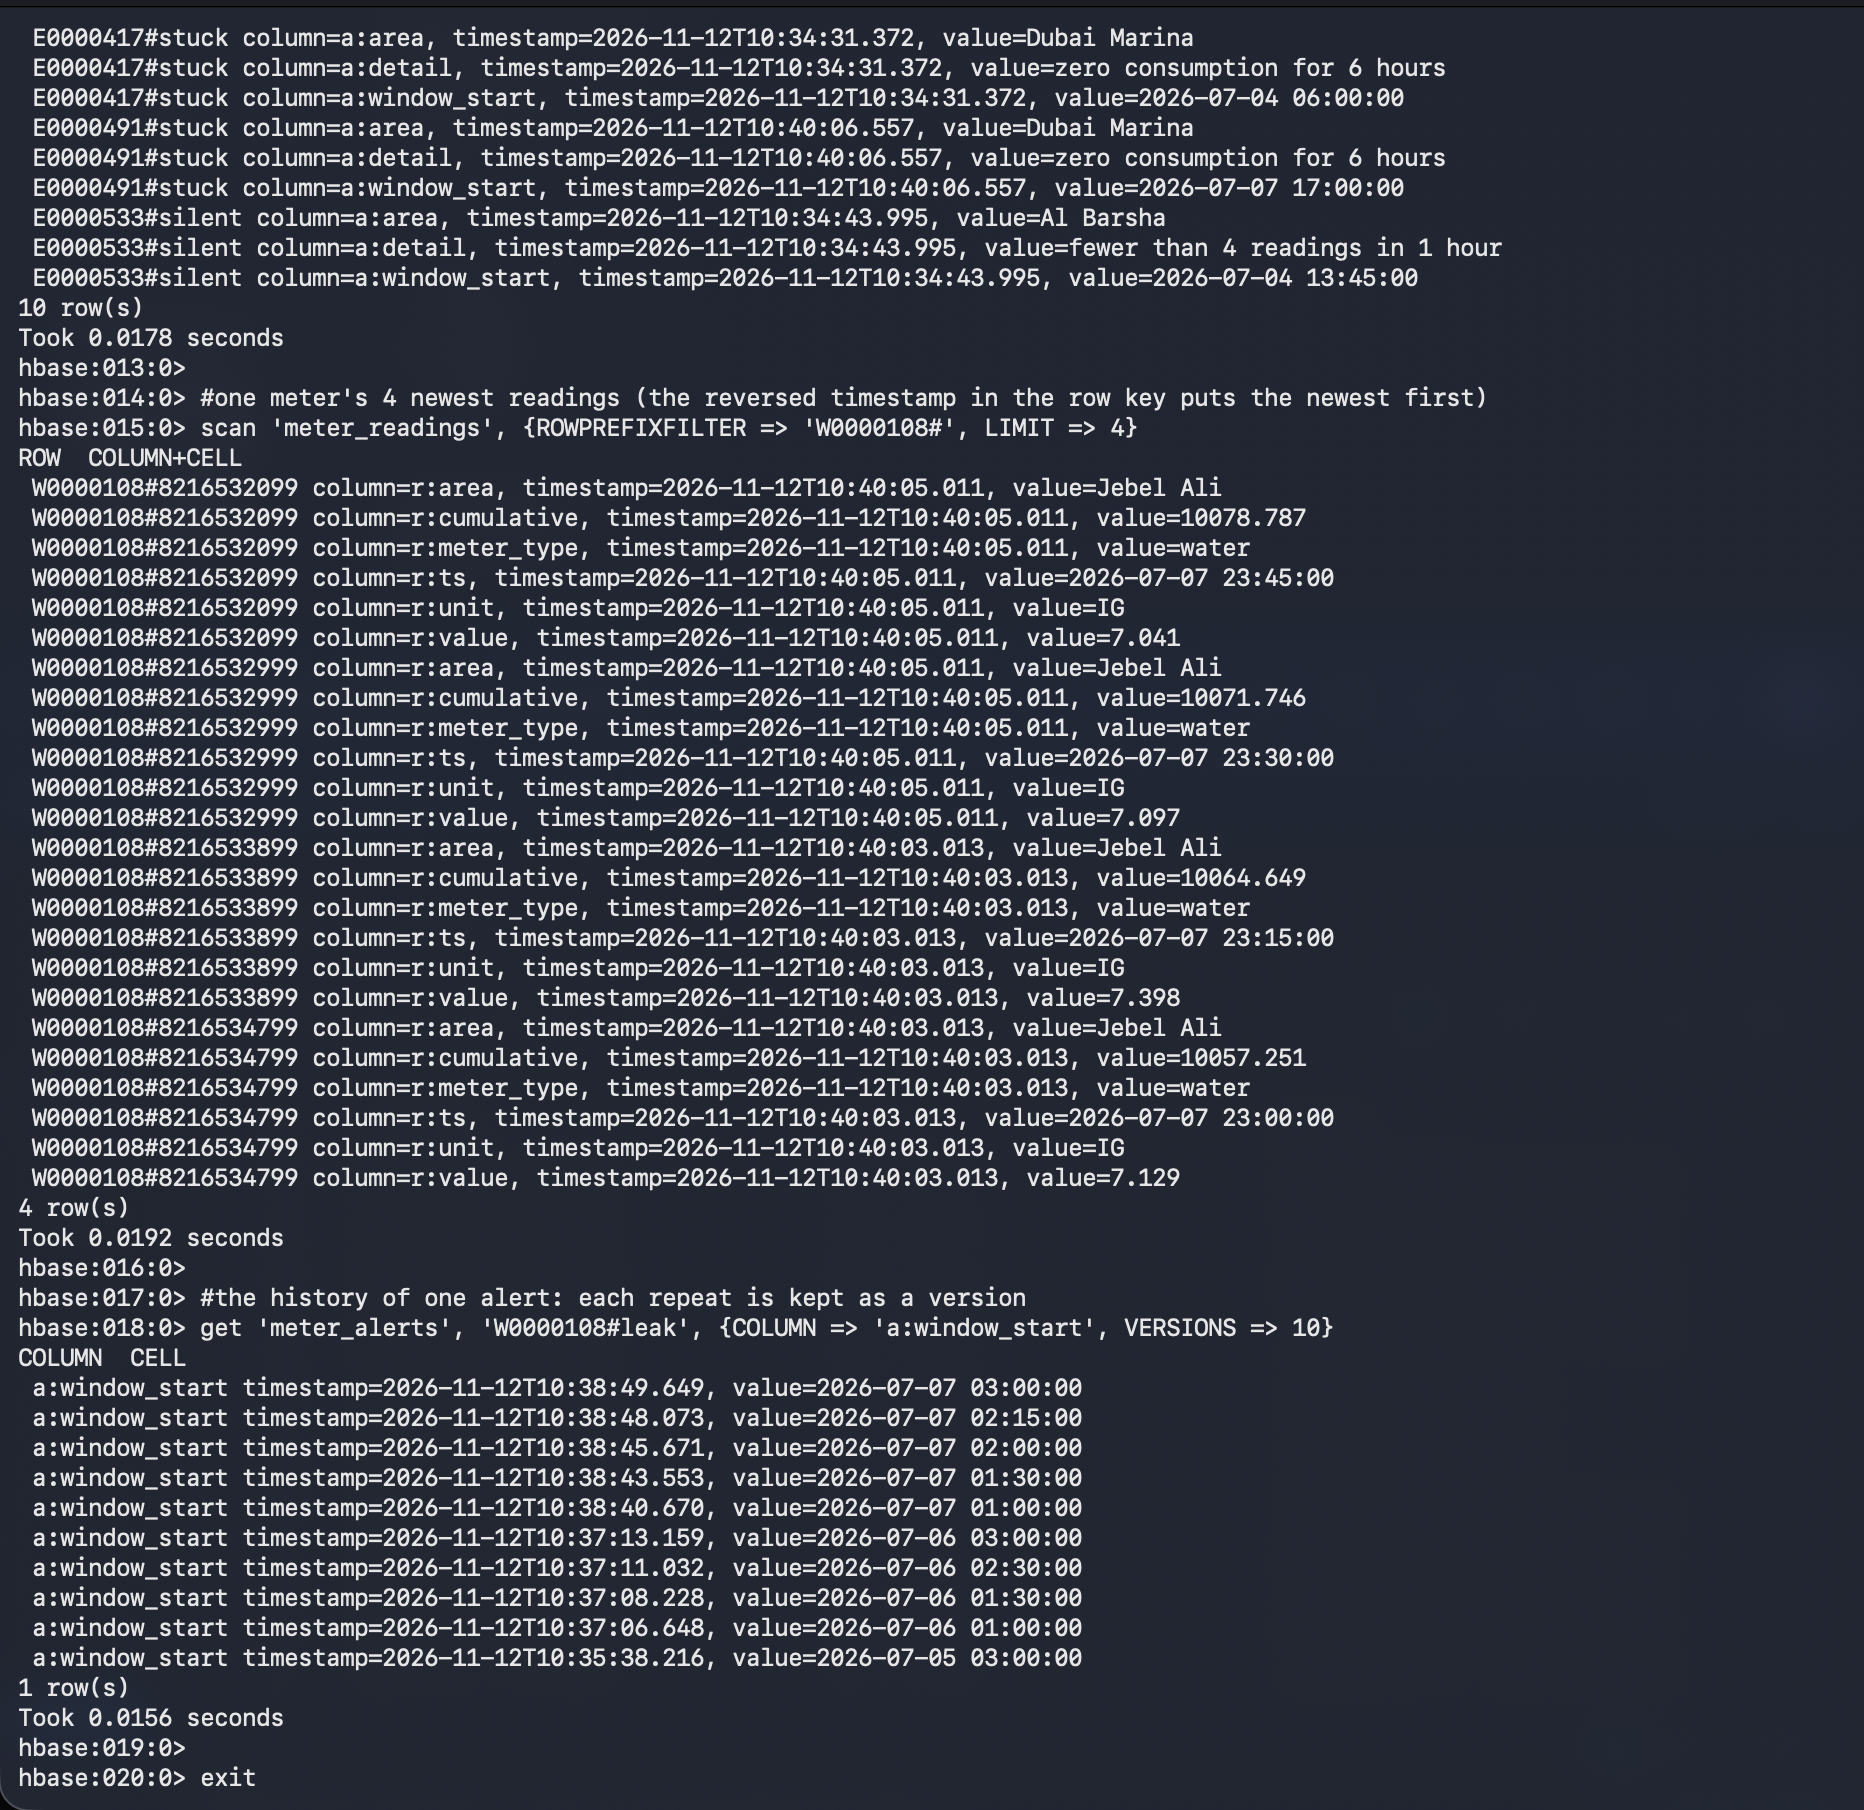 E0000417#stuck column=a:area, timestamp=2026-11-12T10:34:31.372, value=Dubai Marina
E0000417#stuck column=a:detail, timestamp=2026-11-12T10:34:31.372, value=zero consumption for 6 hours
E0000417#stuck column=a:window_start, timestamp=2026-11-12T10:34:31.372, value=2026-07-04 06:00:00
E0000491#stuck column=a:area, timestamp=2026-11-12T10:40:06.557, value=Dubai Marina
E0000491#stuck column=a:detail, timestamp=2026-11-12T10:40:06.557, value=zero consumption for 6 hours
E0000491#stuck column=a:window_start, timestamp=2026-11-12T10:40:06.557, value=2026-07-07 17:00:00
E0000533#silent column=a:area, timestamp=2026-11-12T10:34:43.995, value=Al Barsha
E0000533#silent column=a:detail, timestamp=2026-11-12T10:34:43.995, value=fewer than 4 readings in 1 hour
E0000533#silent column=a:window_start, timestamp=2026-11-12T10:34:43.995, value=2026-07-04 13:45:00
10 row(s)
Took 0.0178 seconds
hbase:013:0>
hbase:014:0> #one meter's 4 newest readings (the reversed timestamp in the row key puts the newest first)
hbase:015:0> scan 'meter_readings', {ROWPREFIXFILTER => 'W0000108#', LIMIT => 4}
ROW  COLUMN+CELL
W0000108#8216532099 column=r:area, timestamp=2026-11-12T10:40:05.011, value=Jebel Ali
W0000108#8216532099 column=r:cumulative, timestamp=2026-11-12T10:40:05.011, value=10078.787
W0000108#8216532099 column=r:meter_type, timestamp=2026-11-12T10:40:05.011, value=water
W0000108#8216532099 column=r:ts, timestamp=2026-11-12T10:40:05.011, value=2026-07-07 23:45:00
W0000108#8216532099 column=r:unit, timestamp=2026-11-12T10:40:05.011, value=IG
W0000108#8216532099 column=r:value, timestamp=2026-11-12T10:40:05.011, value=7.041
W0000108#8216532999 column=r:area, timestamp=2026-11-12T10:40:05.011, value=Jebel Ali
W0000108#8216532999 column=r:cumulative, timestamp=2026-11-12T10:40:05.011, value=10071.746
W0000108#8216532999 column=r:meter_type, timestamp=2026-11-12T10:40:05.011, value=water
W0000108#8216532999 column=r:ts, timestamp=2026-11-12T10:40:05.011, value=2026-07-07 23:30:00
W0000108#8216532999 column=r:unit, timestamp=2026-11-12T10:40:05.011, value=IG
W0000108#8216532999 column=r:value, timestamp=2026-11-12T10:40:05.011, value=7.097
W0000108#8216533899 column=r:area, timestamp=2026-11-12T10:40:03.013, value=Jebel Ali
W0000108#8216533899 column=r:cumulative, timestamp=2026-11-12T10:40:03.013, value=10064.649
W0000108#8216533899 column=r:meter_type, timestamp=2026-11-12T10:40:03.013, value=water
W0000108#8216533899 column=r:ts, timestamp=2026-11-12T10:40:03.013, value=2026-07-07 23:15:00
W0000108#8216533899 column=r:unit, timestamp=2026-11-12T10:40:03.013, value=IG
W0000108#8216533899 column=r:value, timestamp=2026-11-12T10:40:03.013, value=7.398
W0000108#8216534799 column=r:area, timestamp=2026-11-12T10:40:03.013, value=Jebel Ali
W0000108#8216534799 column=r:cumulative, timestamp=2026-11-12T10:40:03.013, value=10057.251
W0000108#8216534799 column=r:meter_type, timestamp=2026-11-12T10:40:03.013, value=water
W0000108#8216534799 column=r:ts, timestamp=2026-11-12T10:40:03.013, value=2026-07-07 23:00:00
W0000108#8216534799 column=r:unit, timestamp=2026-11-12T10:40:03.013, value=IG
W0000108#8216534799 column=r:value, timestamp=2026-11-12T10:40:03.013, value=7.129
4 row(s)
Took 0.0192 seconds
hbase:016:0>
hbase:017:0> #the history of one alert: each repeat is kept as a version
hbase:018:0> get 'meter_alerts', 'W0000108#leak', {COLUMN => 'a:window_start', VERSIONS => 10}
COLUMN  CELL
a:window_start timestamp=2026-11-12T10:38:49.649, value=2026-07-07 03:00:00
a:window_start timestamp=2026-11-12T10:38:48.073, value=2026-07-07 02:15:00
a:window_start timestamp=2026-11-12T10:38:45.671, value=2026-07-07 02:00:00
a:window_start timestamp=2026-11-12T10:38:43.553, value=2026-07-07 01:30:00
a:window_start timestamp=2026-11-12T10:38:40.670, value=2026-07-07 01:00:00
a:window_start timestamp=2026-11-12T10:37:13.159, value=2026-07-06 03:00:00
a:window_start timestamp=2026-11-12T10:37:11.032, value=2026-07-06 02:30:00
a:window_start timestamp=2026-11-12T10:37:08.228, value=2026-07-06 01:30:00
a:window_start timestamp=2026-11-12T10:37:06.648, value=2026-07-06 01:00:00
a:window_start timestamp=2026-11-12T10:35:38.216, value=2026-07-05 03:00:00
1 row(s)
Took 0.0156 seconds
hbase:019:0>
hbase:020:0> exit